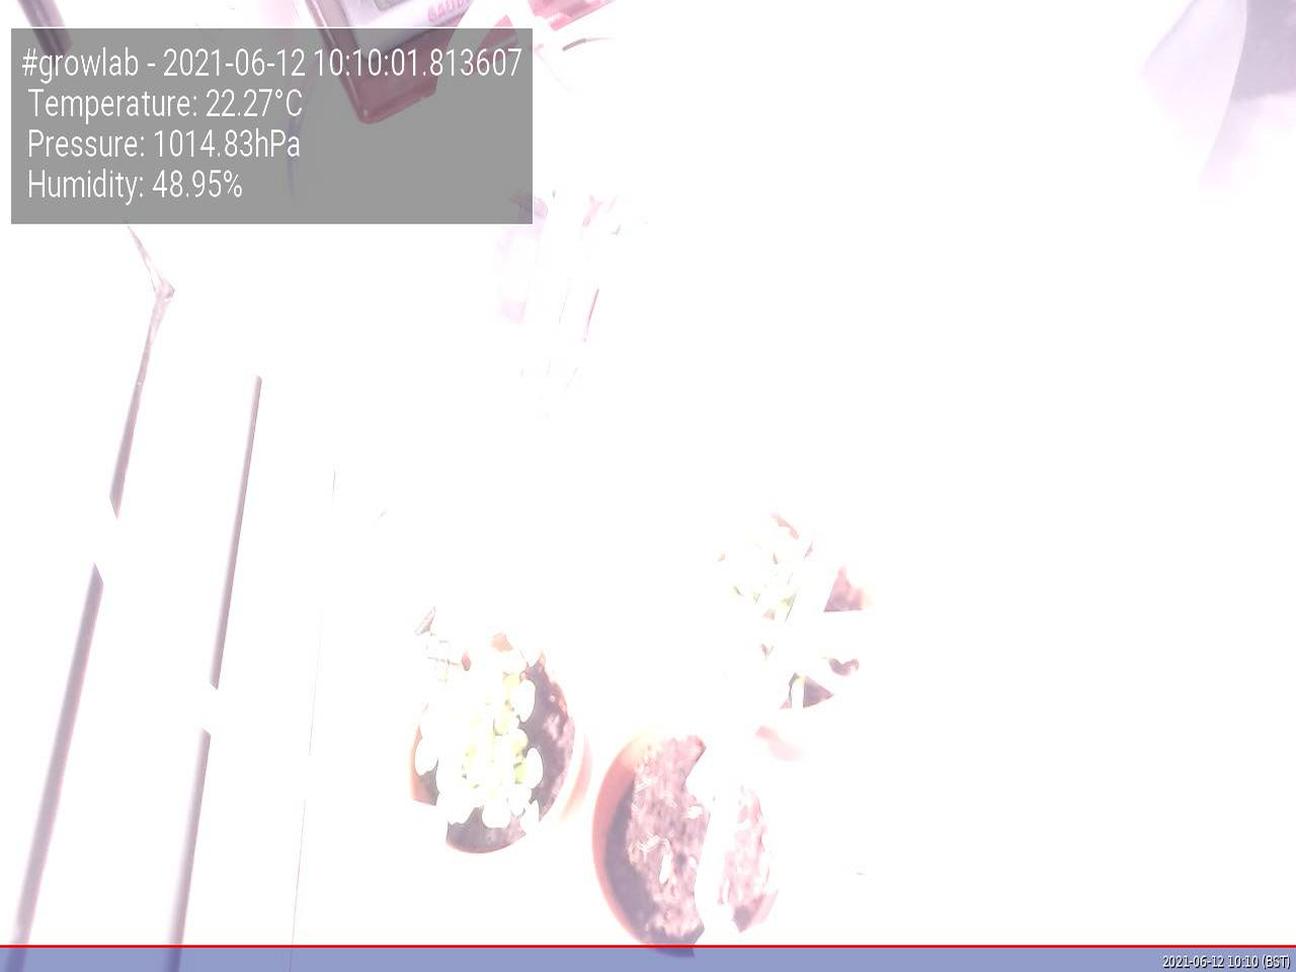 #growlab - 2021-06-12 10:10:01.813607
Temperature: 22.27°C
Pressure: 1014.83hPa
Humidity: 48.95%
2021-06-12 10:10 (BST)